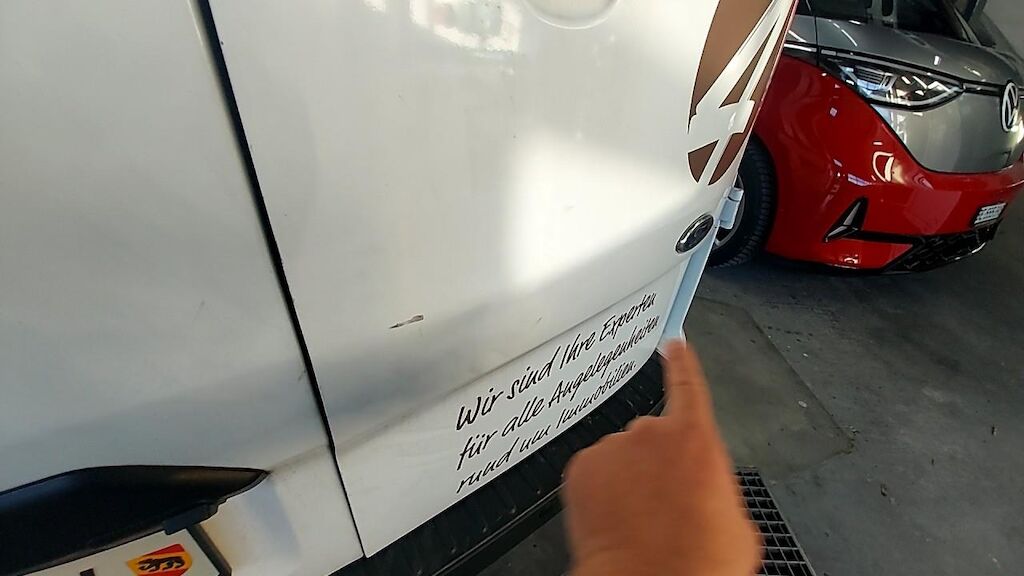 Wir sind Ihre Experten
für alle Angelegenheiten
rund um Immobilien.